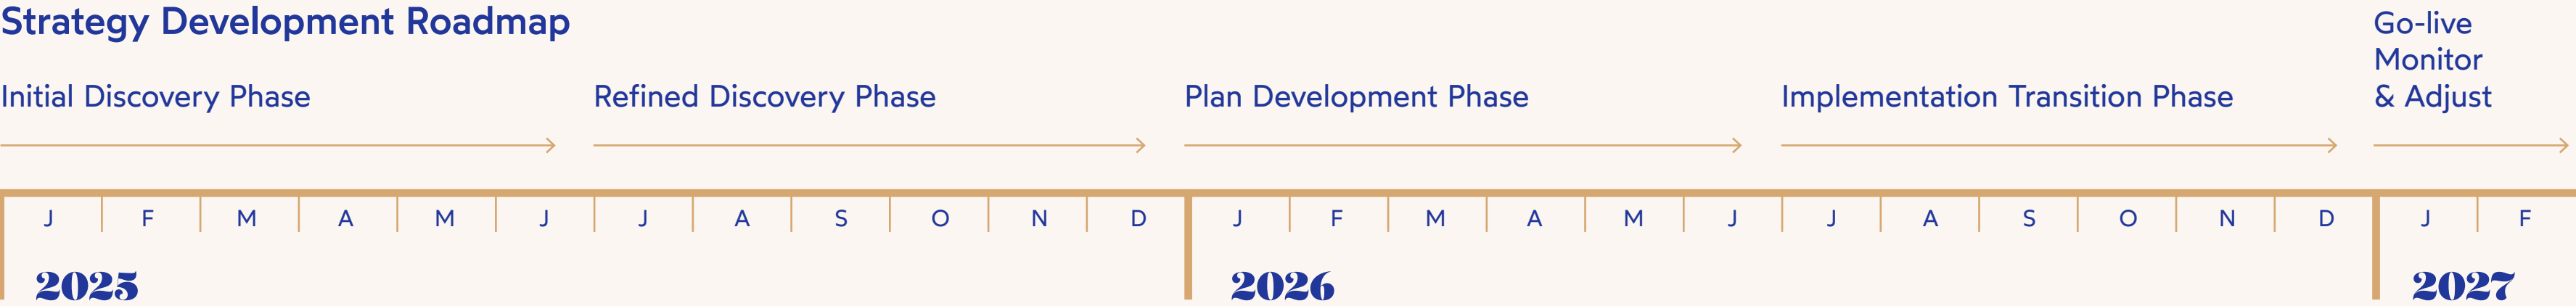 Strategy Development Roadmap
Initial Discovery Phase
Refined Discovery Phase
Plan Development Phase
Implementation Transition Phase
Go-live
Monitor
& Adjust
J F M A M J J A S O N D J F M A M J J A S O N D J F
2025 2026 2027